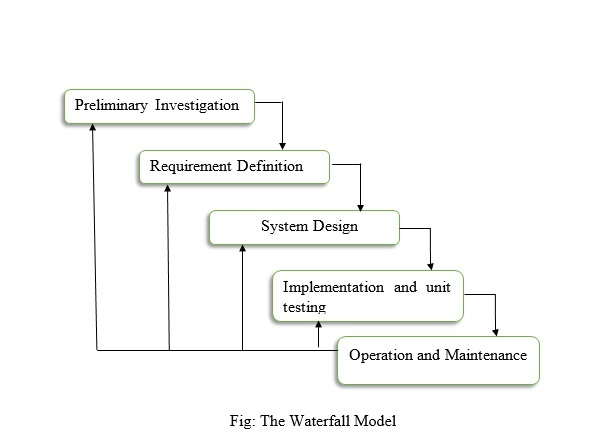 Preliminary Investigation
Requirement Definition
System Design
Implementation and unit
testing
Operation and Maintenance
Fig: The Waterfall Model